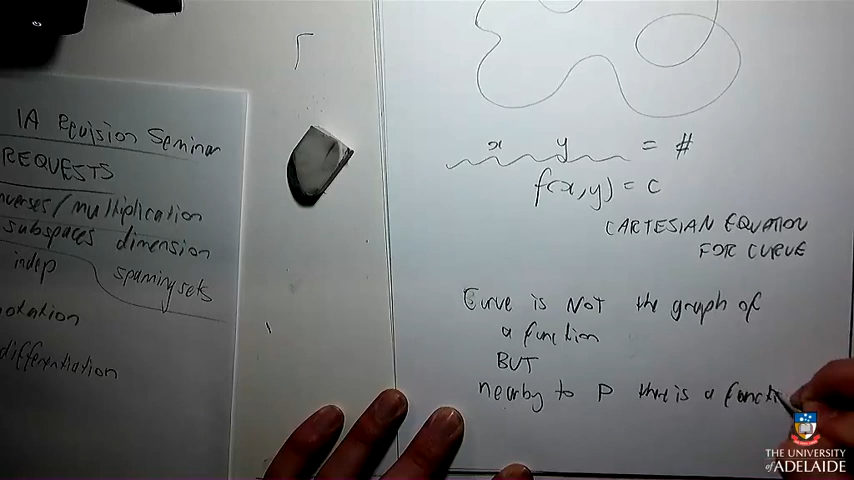 1A Revision Seminar
REQUESTS
nverses/multiplication
subspaces dimension
indep spanning sets
otation
differentiation
x y = #
f(x,y) = c
CARTESIAN EQUATION
FOR CURVE
Curve is NOT the graph of
a function
BUT
nearby to P there is a functi
THE UNIVERSITY
of ADELAIDE